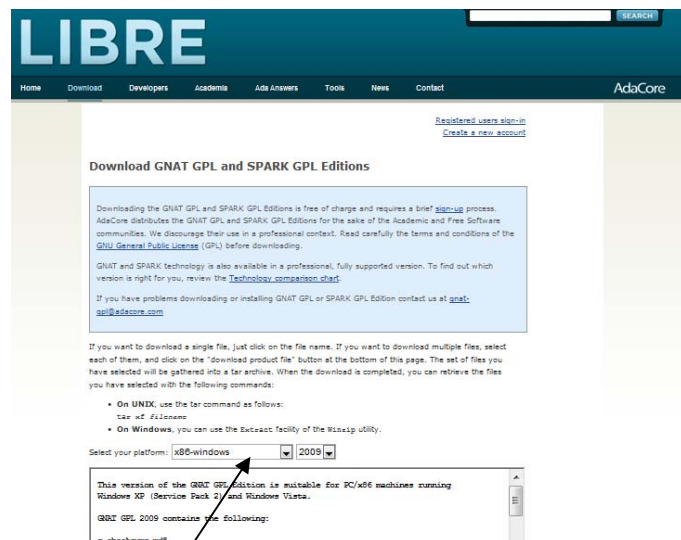 SEARCH
LIBRE
Home Download Developers Academia Ada Answers Tools News Contact AdaCore
Registered users sign-in
Create a new account
Download GNAT GPL and SPARK GPL Editions
Downloading the GNAT GPL and SPARK GPL Editions is free of charge and requires a brief sign-up process.
AdaCore distributes the GNAT GPL and SPARK GPL Editions for the sake of the Academic and Free Software
communities. We discourage their use in a professional context. Read carefully the terms and conditions of the
GNU General Public License (GPL) before downloading.
GNAT and SPARK technology is also available in a professional, fully supported version. To find out which
version is right for you, review the Technology comparison chart.
If you have problems downloading or installing GNAT GPL or SPARK GPL Edition contact us at gnat-
gpl@adacore.com
If you want to download a single file, just click on the file name. If you want to download multiple files, select
each of them, and click on the "download product file" button at the bottom of this page. The set of files you
have selected will be gathered into a tar archive. When the download is completed, you can retrieve the files
you have selected with the following commands:
• On UNIX, use the tar command as follows:
tar xf filename
• On Windows, you can use the Extract facility of the Winzip utility.
Select your platform: x86-windows 2009
This version of the GNAT GPL Edition is suitable for PC/x86 machines running
Windows XP (Service Pack 2) and Windows Vista.
GNAT GPL 2009 contains the following: